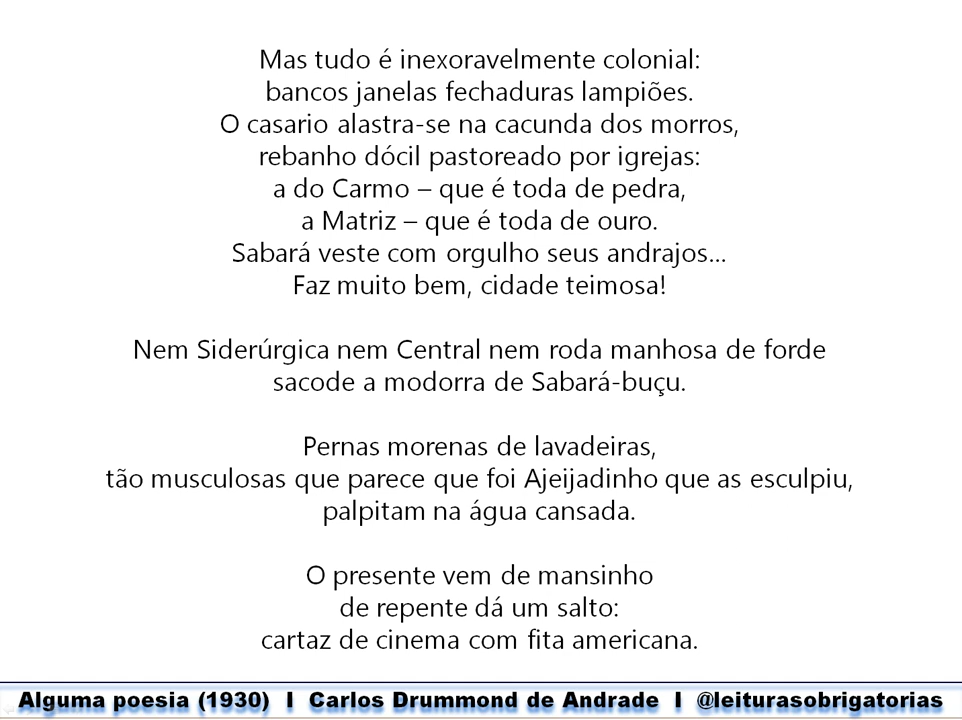 Mas tudo é inexoravelmente colonial:
bancos janelas fechaduras lampiões.
O casario alastra-se na cacunda dos morros,
rebanho dócil pastoreado por igrejas:
a do Carmo – que é toda de pedra,
a Matriz – que é toda de ouro.
Sabará veste com orgulho seus andrajos...
Faz muito bem, cidade teimosa!
Nem Siderúrgica nem Central nem roda manhosa de forde
sacode a modorra de Sabará-buçu.
Pernas morenas de lavadeiras,
tão musculosas que parece que foi Ajeijadinho que as esculpiu,
palpitam na água cansada.
O presente vem de mansinho
de repente dá um salto:
cartaz de cinema com fita americana.
Alguma poesia (1930) I Carlos Drummond de Andrade I @leiturasobrigatorias